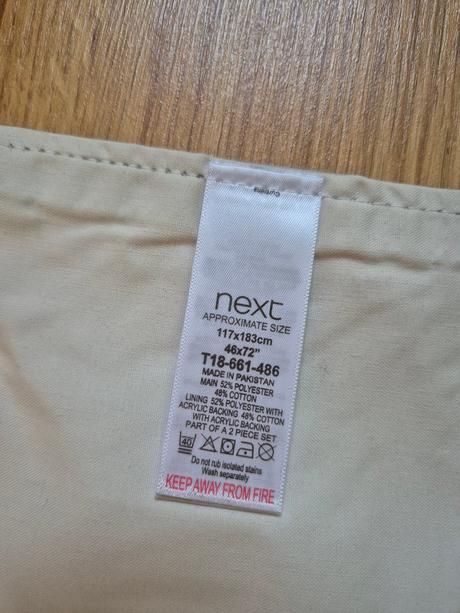 next
APPROXIMATE SIZE
117x183cm
46x72"
T18-661-486
MADE IN PAKISTAN
MAIN 52% POLYESTER
48% COTTON
LINING 52% POLYESTER WITH
ACRYLIC BACKING 48% COTTON
WITH ACRYLIC BACKING
PART OF A 2 PIECE SET
40
Do not rub isolated stains
Wash separately
KEEP AWAY FROM FIRE